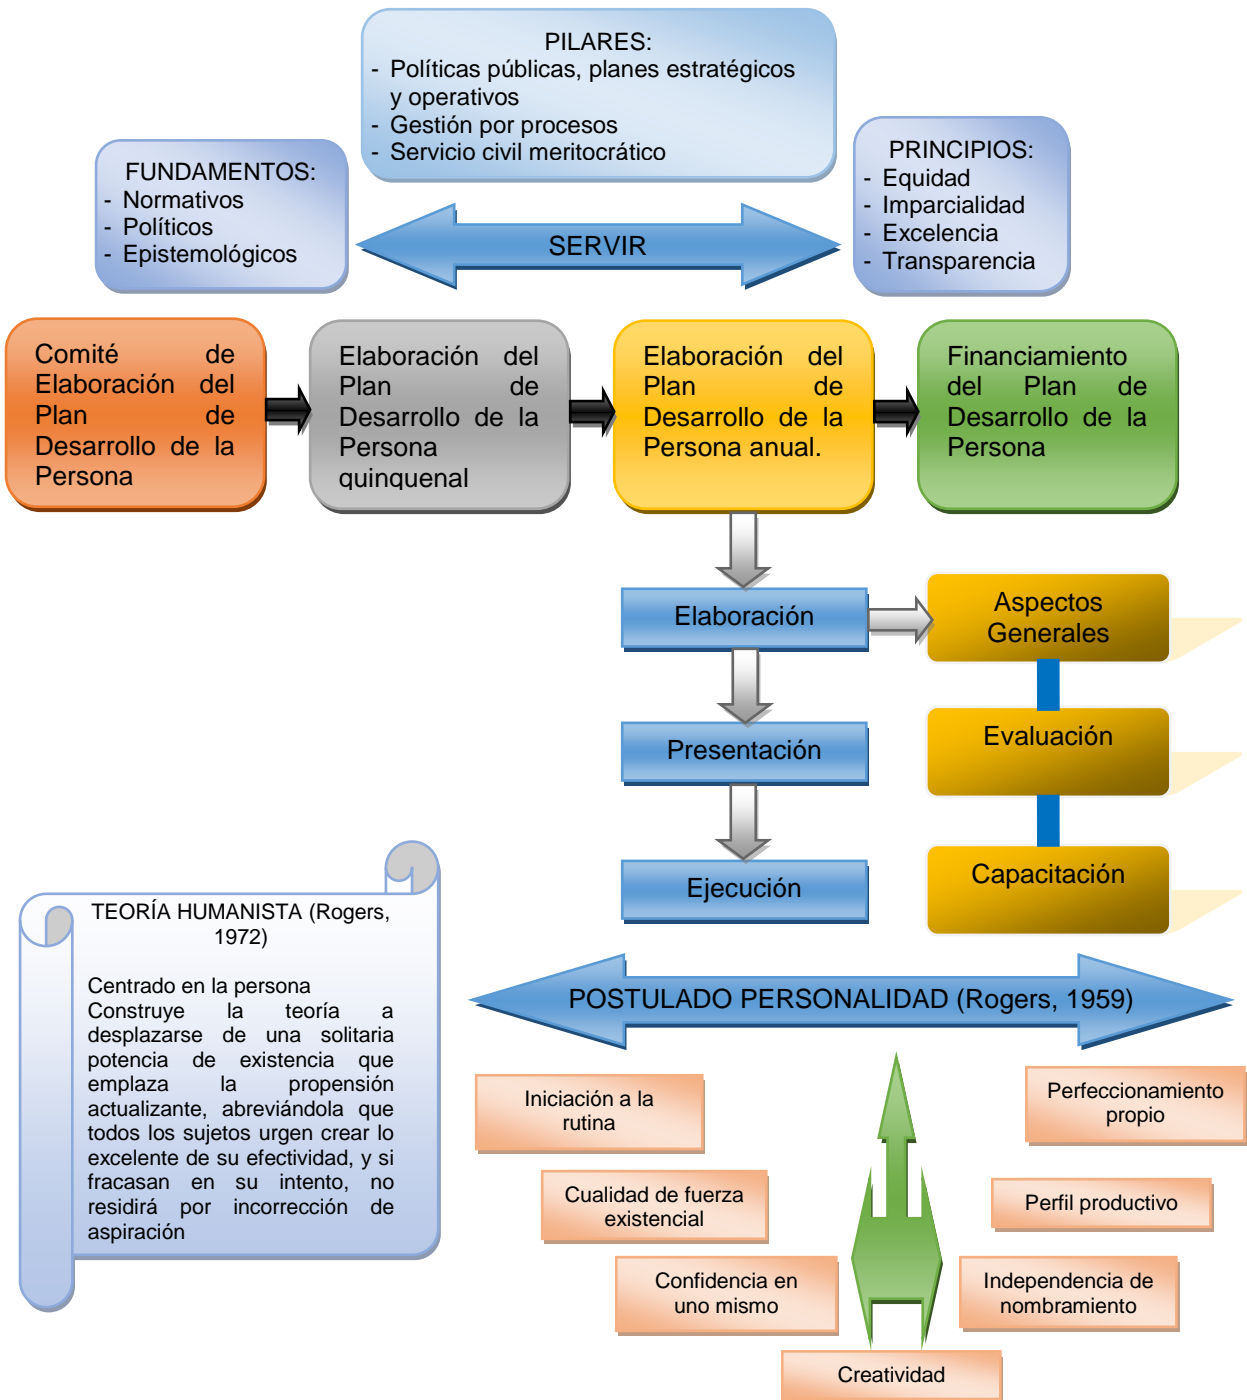 PILARES:
- Políticas públicas, planes estratégicos
y operativos
- Gestión por procesos
- Servicio civil meritocrático
FUNDAMENTOS:
- Normativos
- Políticos
- Epistemológicos
PRINCIPIOS:
- Equidad
- Imparcialidad
- Excelencia
- Transparencia
SERVIR
Comité de
Elaboración del
Plan de
Desarrollo de la
Persona
Elaboración del
Plan de
Desarrollo de la
Persona
quinquenal
Elaboración del
Plan de
Desarrollo de la
Persona anual.
Financiamiento
del Plan de
Desarrollo de la
Persona
Elaboración
Aspectos
Generales
Presentación
Evaluación
Ejecución
Capacitación
TEORÍA HUMANISTA (Rogers,
1972)
Centrado en la persona
Construye la teoría a
desplazarse de una solitaria
potencia de existencia que
emplaza la propensión
actualizante, abreviándola que
todos los sujetos urgen crear lo
excelente de su efectividad, y si
fracasan en su intento, no
residirá por incorrección de
aspiración
POSTULADO PERSONALIDAD (Rogers, 1959)
Iniciación a la
rutina
Perfeccionamiento
propio
Cualidad de fuerza
existencial
Perfil productivo
Confidencia en
uno mismo
Independencia de
nombramiento
Creatividad